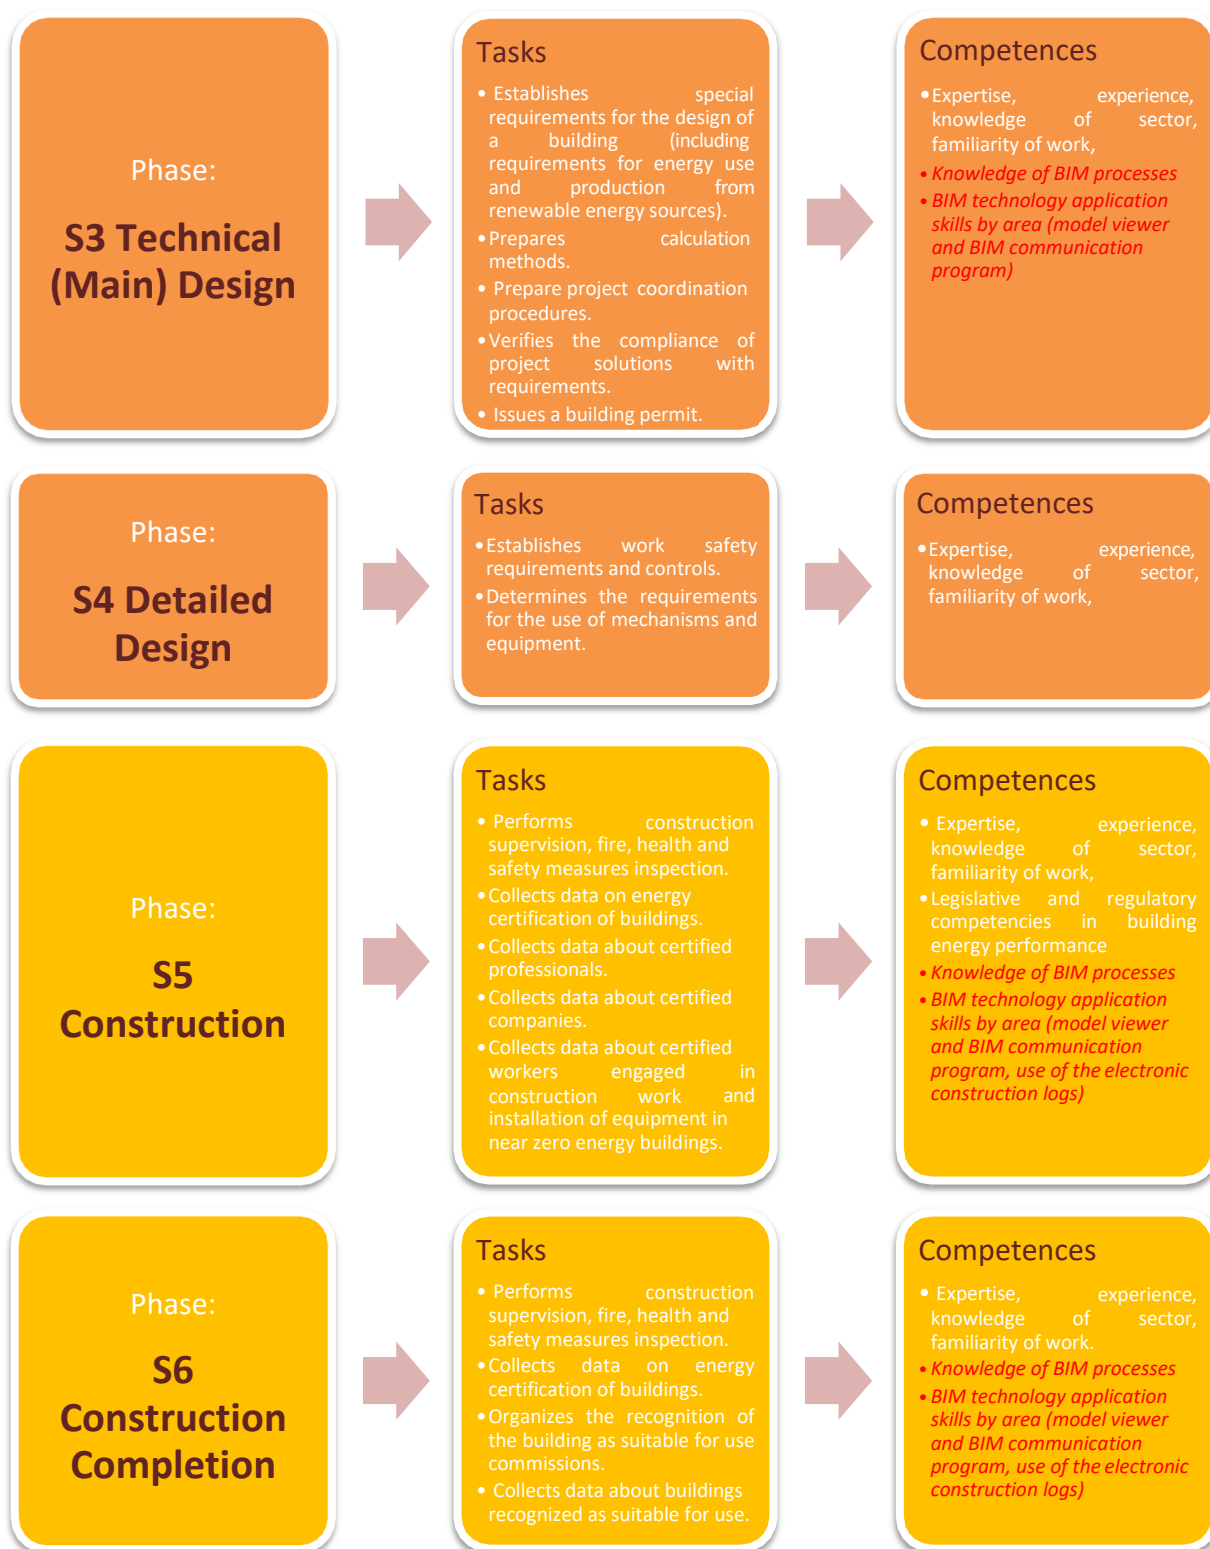 Phase:
S3 Technical
(Main) Design
Tasks
• Establishes special
requirements for the design of
a building (including
requirements for energy use
and production from
renewable energy sources).
• Prepares calculation
methods.
• Prepare project coordination
procedures.
• Verifies the compliance of
project solutions with
requirements.
• Issues a building permit.
Competences
• Expertise, experience,
knowledge of sector,
familiarity of work,
• Knowledge of BIM processes
• BIM technology application
skills by area (model viewer
and BIM communication
program)
Phase:
S4 Detailed
Design
Tasks
• Establishes work safety
requirements and controls.
• Determines the requirements
for the use of mechanisms and
equipment.
Competences
• Expertise, experience,
knowledge of sector,
familiarity of work,
Phase:
S5
Construction
Tasks
• Performs construction
supervision, fire, health and
safety measures inspection.
• Collects data on energy
certification of buildings.
• Collects data about certified
professionals.
• Collects data about certified
companies.
• Collects data about certified
workers engaged in
construction work and
installation of equipment in
near zero energy buildings.
Competences
• Expertise, experience,
knowledge of sector,
familiarity of work,
• Legislative and regulatory
competencies in building
energy performance
• Knowledge of BIM processes
• BIM technology application
skills by area (model viewer
and BIM communication
program, use of the electronic
construction logs)
Phase:
S6
Construction
Completion
Tasks
• Performs construction
supervision, fire, health and
safety measures inspection.
• Collects data on energy
certification of buildings.
• Organizes the recognition of
the building as suitable for use
commissions.
• Collects data about buildings
recognized as suitable for use.
Competences
• Expertise, experience,
knowledge of sector,
familiarity of work.
• Knowledge of BIM processes
• BIM technology application
skills by area (model viewer
and BIM communication
program, use of the electronic
construction logs)